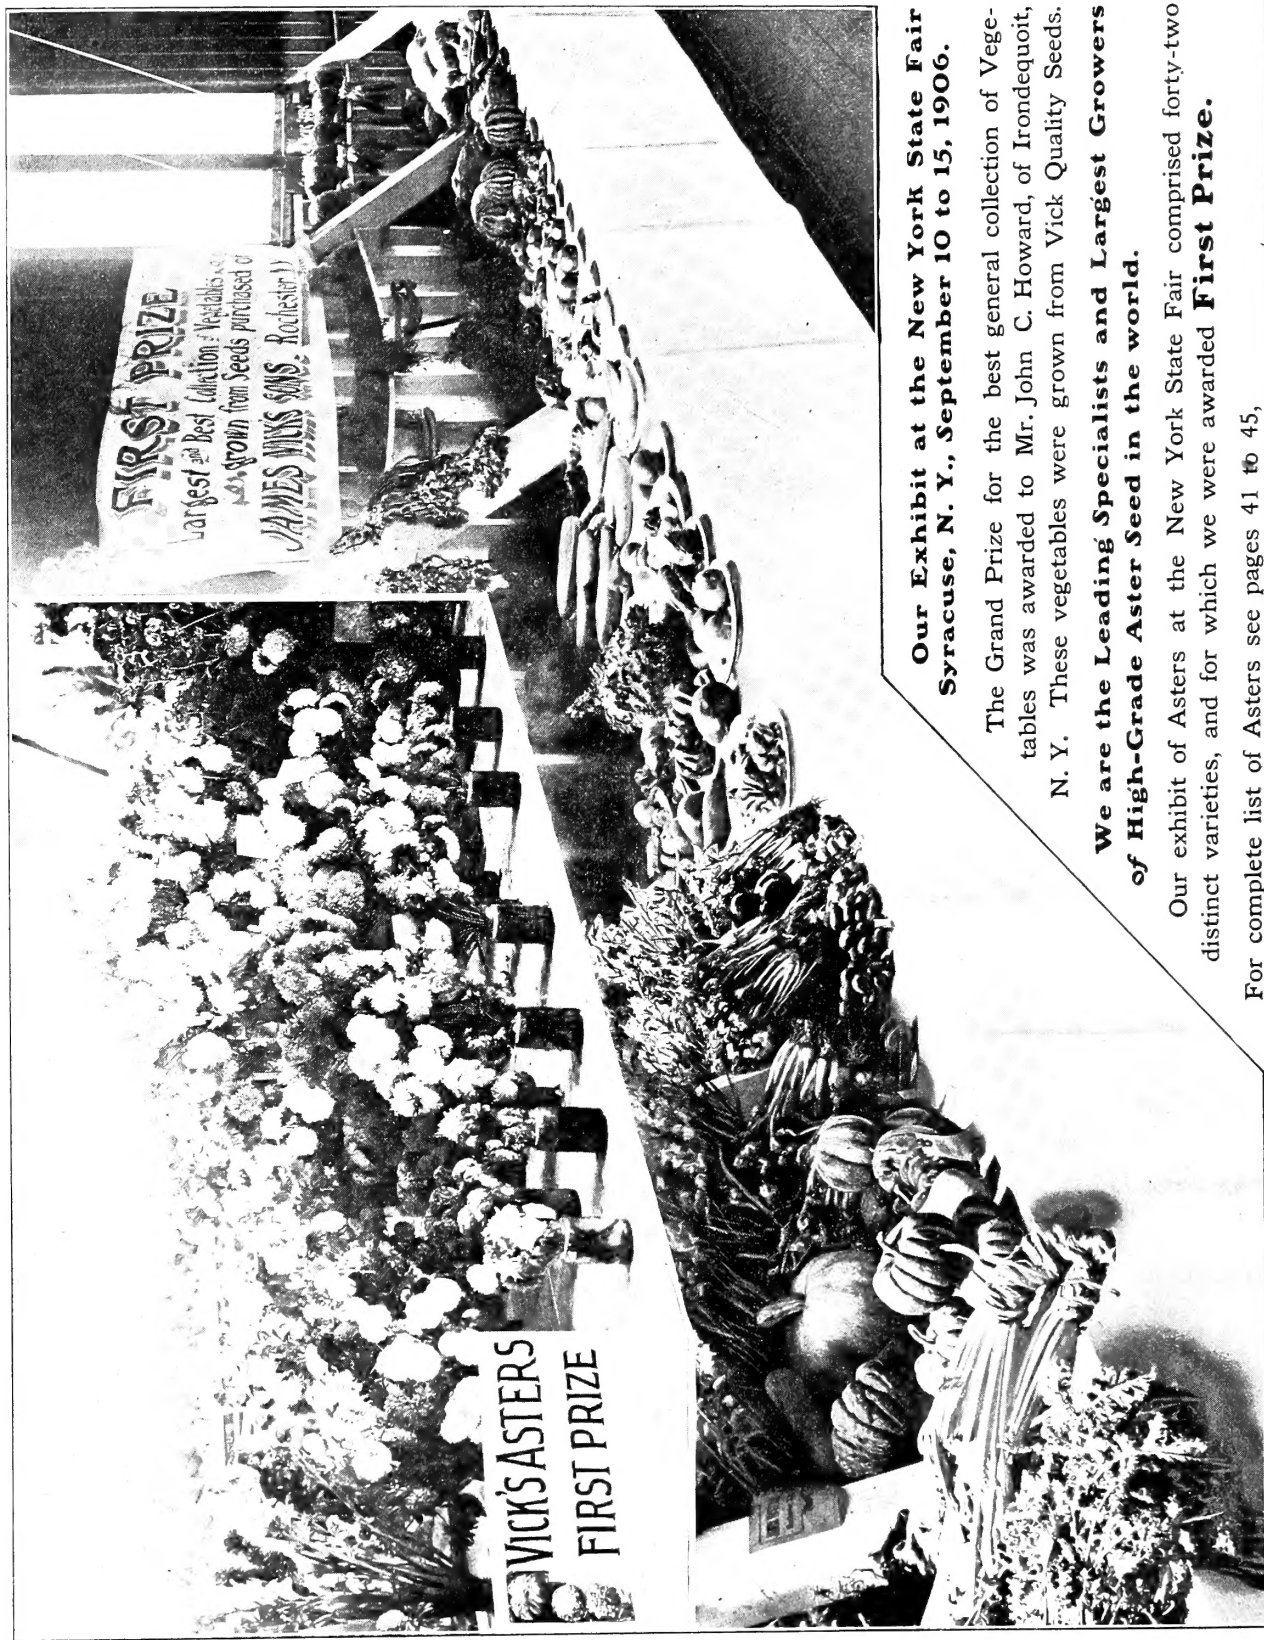 FIRST PRIZE
Largest and Best Collection of Vegetables
grown from Seeds purchased of
JAMES VICKS SONS. Rochester
VICK'S ASTERS
FIRST PRIZE
Our Exhibit at the New York State Fair
Syracuse, N. Y., September 10 to 15, 1906.
The Grand Prize for the best general collection of Vege-
tables was awarded to Mr. John C. Howard, of Irondequoit,
N. Y. These vegetables were grown from Vick Quality Seeds.
We are the Leading Specialists and Largest Growers
of High-Grade Aster Seed in the world.
Our exhibit of Asters at the New York State Fair comprised forty-two
distinct varieties, and for which we were awarded First Prize.
For complete list of Asters see pages 41 to 45,